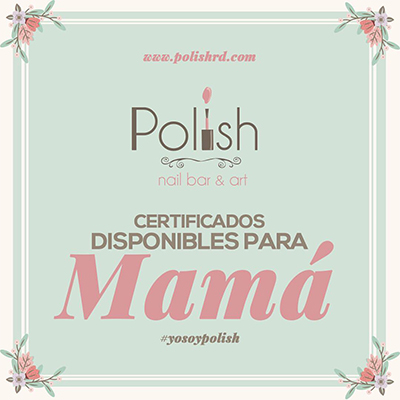 www.polishrd.com
Polish
nail bar & art
CERTIFICADOS
DISPONIBLES PARA
Mamá
#yosoypolish